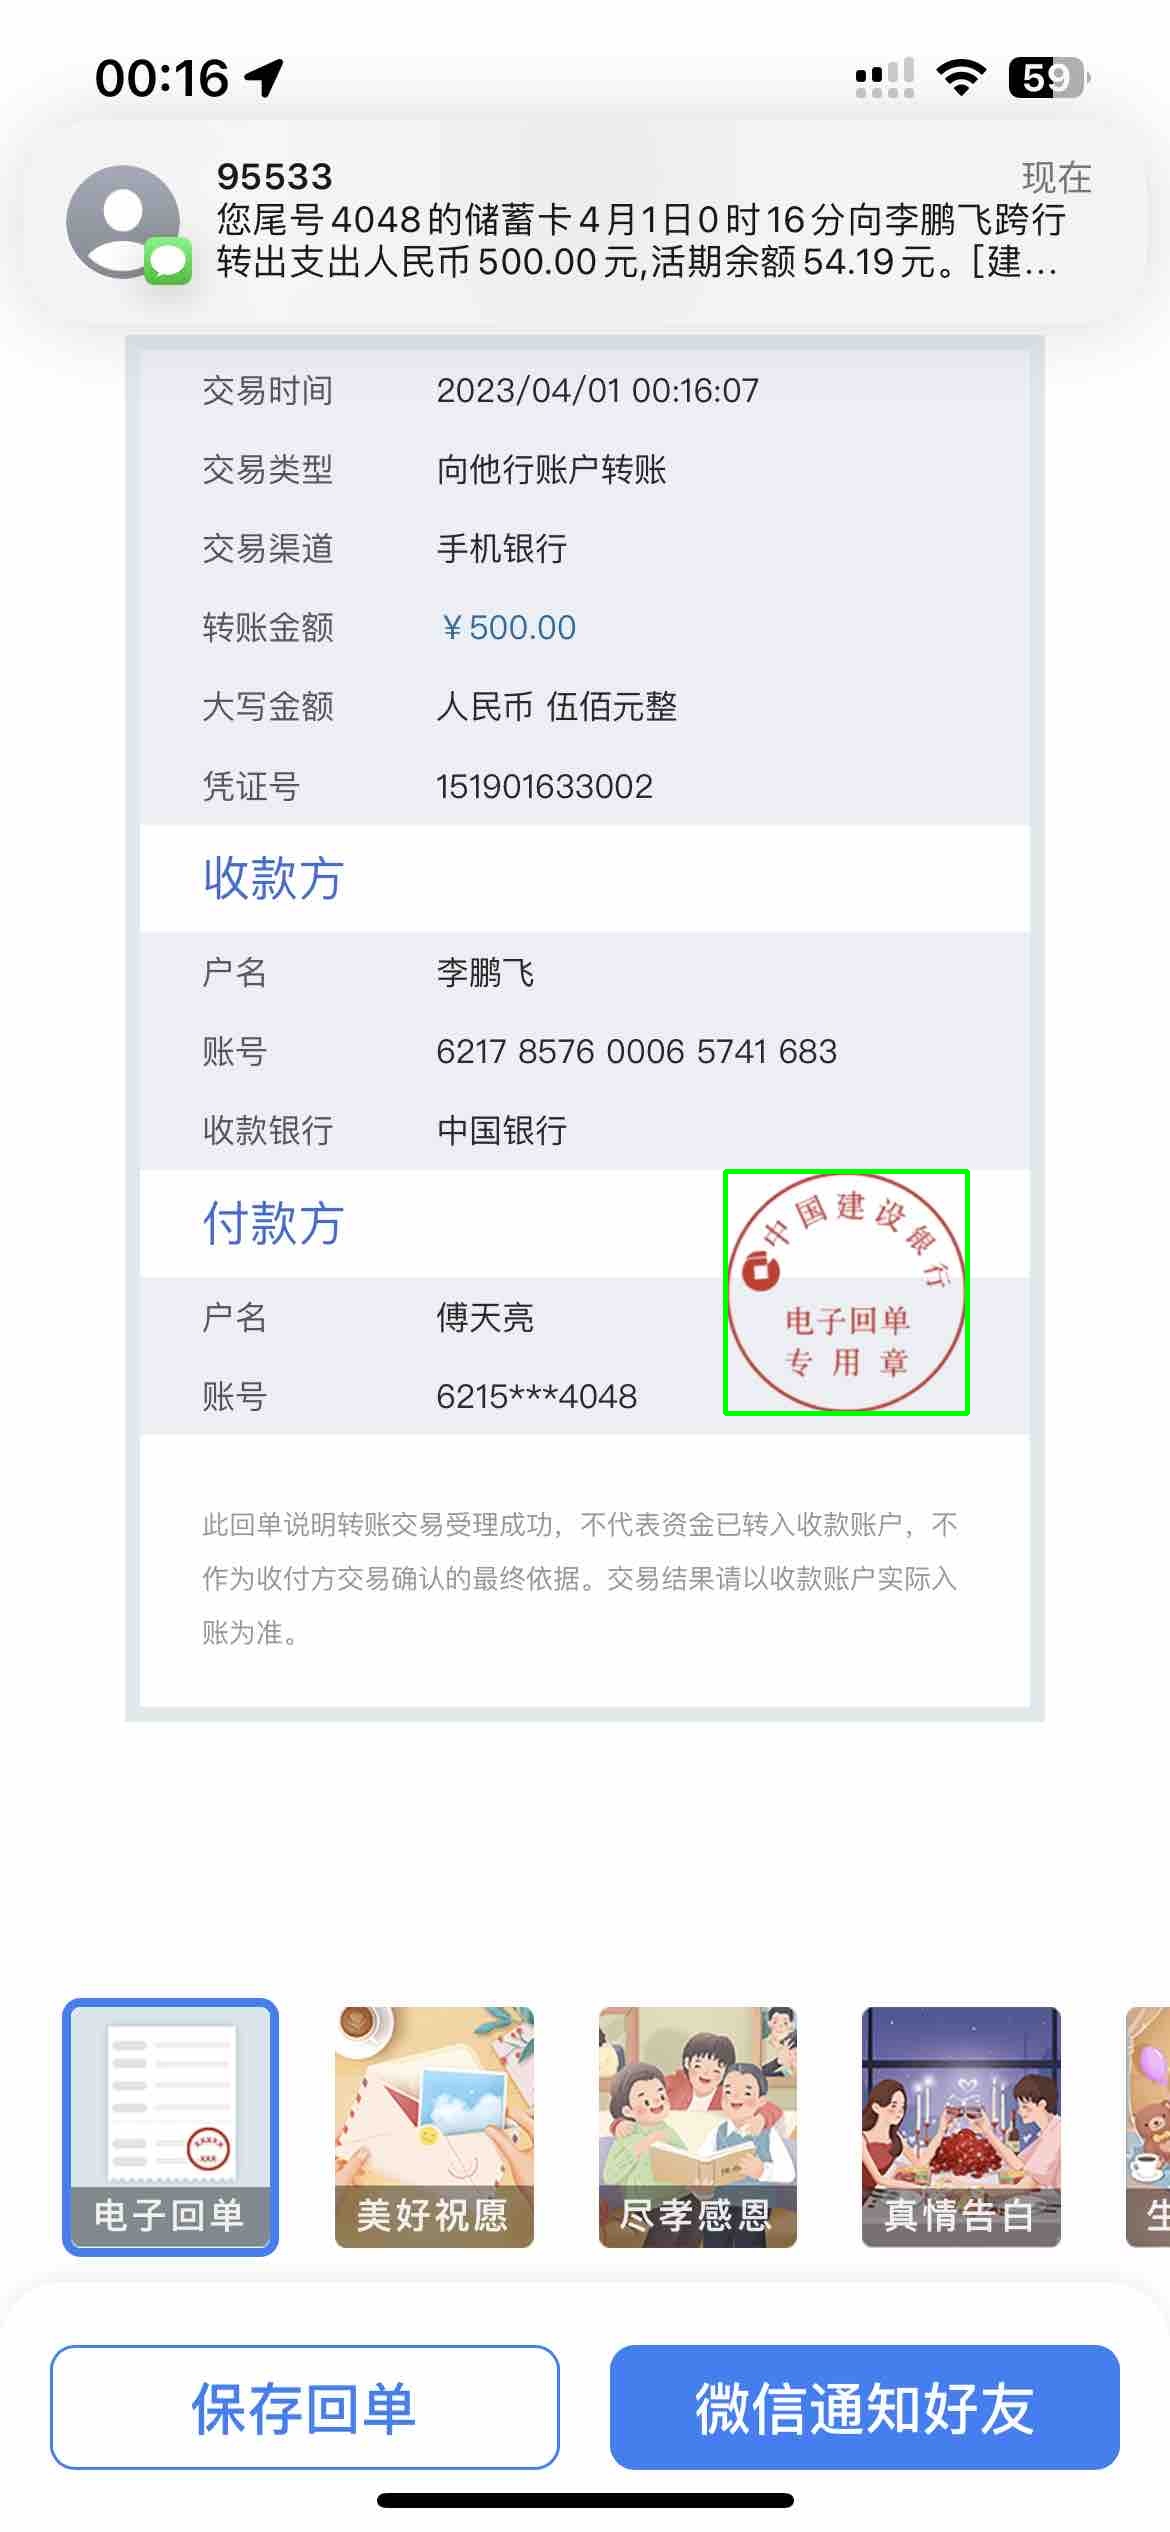 00:16
59
95533
现在
您尾号4048的储蓄卡4月1日0时16分向李鹏飞跨行
转出支出人民币500.00元,活期余额54.19元。[建...
交易时间 2023/04/01 00:16:07
交易类型 向他行账户转账
交易渠道 手机银行
转账金额 ¥500.00
大写金额 人民币 伍佰元整
凭证号 151901633002
收款方
户名 李鹏飞
账号 6217 8576 0006 5741 683
收款银行 中国银行
付款方
中国建设银行
电子回单
专用章
户名 傅天亮
账号 6215***4048
此回单说明转账交易受理成功，不代表资金已转入收款账户，不
作为收付方交易确认的最终依据。交易结果请以收款账户实际入
账为准。
电子回单
美好祝愿
尽孝感恩
真情告白
生
保存回单
微信通知好友